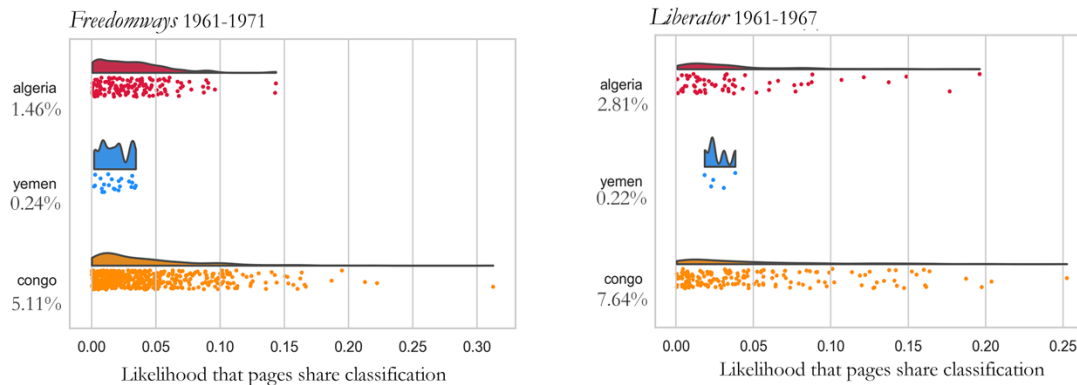 Freedomways 1961-1971
algeria
1.46%
yemen
0.24%
congo
5.11%
0.00 0.05 0.10 0.15 0.20 0.25 0.30
Likelihood that pages share classification
Liberator 1961-1967
algeria
2.81%
yemen
0.22%
congo
7.64%
0.00 0.05 0.10 0.15 0.20 0.25
Likelihood that pages share classification